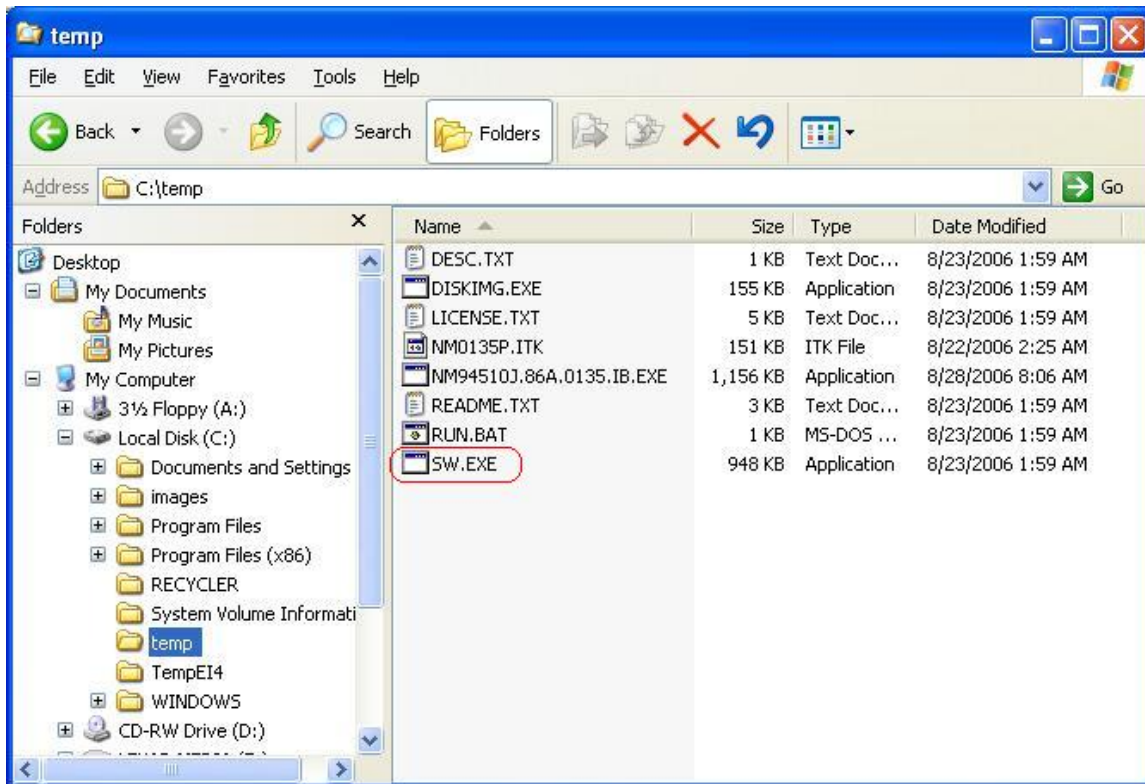 temp
File Edit View Favorites Tools Help
Back Search Folders
Address C:\temp Go
Folders
Desktop
My Documents
My Music
My Pictures
My Computer
3½ Floppy (A:)
Local Disk (C:)
Documents and Settings
images
Program Files
Program Files (x86)
RECYCLER
System Volume Informati
temp
TempEI4
WINDOWS
CD-RW Drive (D:)
Name Size Type Date Modified
DESC.TXT 1 KB Text Doc... 8/23/2006 1:59 AM
DISKIMG.EXE 155 KB Application 8/23/2006 1:59 AM
LICENSE.TXT 5 KB Text Doc... 8/23/2006 1:59 AM
NM0135P.ITK 151 KB ITK File 8/22/2006 2:25 AM
NM94510J.86A.0135.IB.EXE 1,156 KB Application 8/28/2006 8:06 AM
README.TXT 3 KB Text Doc... 8/23/2006 1:59 AM
RUN.BAT 1 KB MS-DOS ... 8/23/2006 1:59 AM
SW.EXE 948 KB Application 8/23/2006 1:59 AM